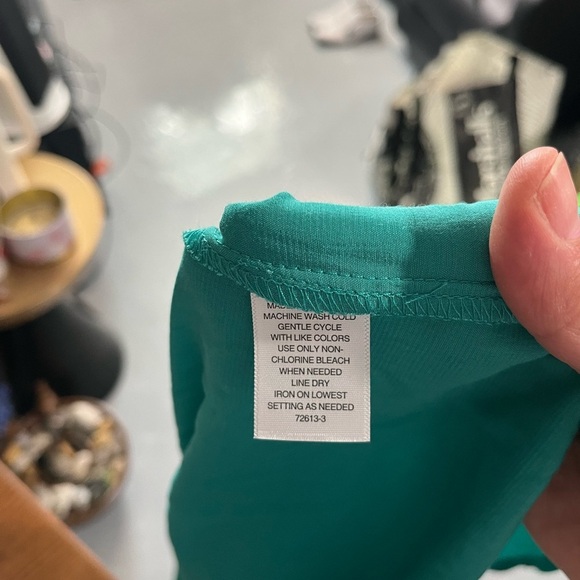 MACHINE WASH COLD
GENTLE CYCLE
WITH LIKE COLORS
USE ONLY NON-
CHLORINE BLEACH
WHEN NEEDED
LINE DRY
IRON ON LOWEST
SETTING AS NEEDED
72613-3